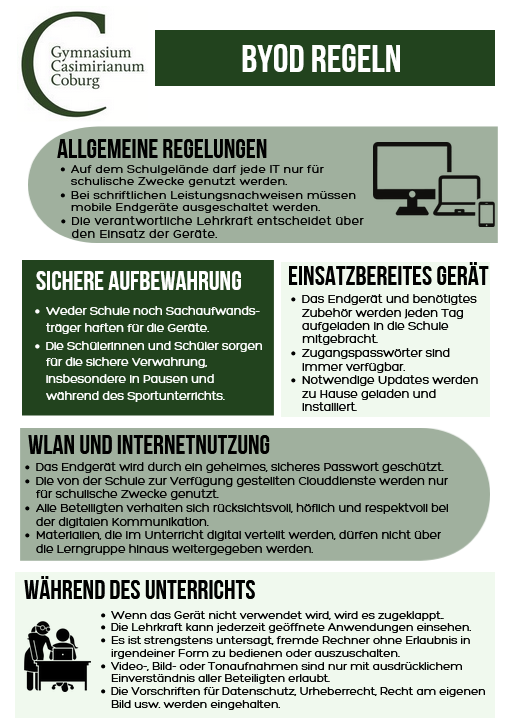 Gymnasium
Casimirianum
Coburg
BYOD REGELN
ALLGEMEINE REGELUNGEN
• Auf dem Schulgelände darf jede IT nur für
schulische Zwecke genutzt werden.
• Bei schriftlichen Leistungsnachweisen müssen
mobile Endgeräte ausgeschaltet werden.
• Die verantwortliche Lehrkraft entscheidet über
den Einsatz der Geräte.
SICHERE AUFBEWAHRUNG
• Weder Schule noch Sachaufwands-
träger haften für die Geräte.
• Die Schülerinnen und Schüler sorgen
für die sichere Verwahrung,
insbesondere in Pausen und
während des Sportunterrichts.
EINSATZBEREITES GERÄT
• Das Endgerät und benötigtes
Zubehör werden jeden Tag
aufgeladen in die Schule
mitgebracht.
• Zugangspasswörter sind
immer verfügbar.
• Notwendige Updates werden
zu Hause geladen und
installiert.
WLAN UND INTERNETNUTZUNG
• Das Endgerät wird durch ein geheimes, sicheres Passwort geschützt.
• Die von der Schule zur Verfügung gestellten Clouddienste werden nur
für schulische Zwecke genutzt.
• Alle Beteiligten verhalten sich rücksichtsvoll, höflich und respektvoll bei
der digitalen Kommunikation.
• Materialien, die im Unterricht digital verteilt werden, dürfen nicht über
die Lerngruppe hinaus weitergegeben werden.
WÄHREND DES UNTERRICHTS
• Wenn das Gerät nicht verwendet wird, wird es zugeklappt..
• Die Lehrkraft kann jederzeit geöffnete Anwendungen einsehen.
• Es ist strengstens untersagt, fremde Rechner ohne Erlaubnis in
irgendeiner Form zu bedienen oder auszuschalten.
• Video-, Bild- oder Tonaufnahmen sind nur mit ausdrücklichem
Einverständnis aller Beteiligten erlaubt.
• Die Vorschriften für Datenschutz, Urheberrecht, Recht am eigenen
Bild usw. werden eingehalten.